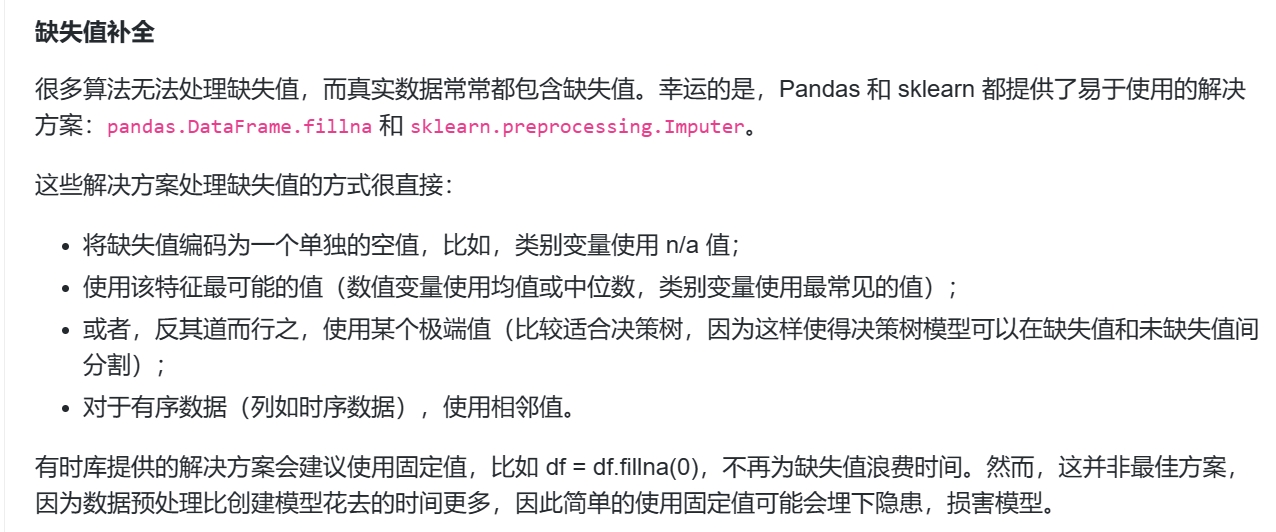 缺失值补全
很多算法无法处理缺失值，而真实数据常常都包含缺失值。幸运的是，Pandas 和 sklearn 都提供了易于使用的解决
方案：pandas.DataFrame.fillna 和 sklearn.preprocessing.Imputer。
这些解决方案处理缺失值的方式很直接：
• 将缺失值编码为一个单独的空值，比如，类别变量使用 n/a 值；
• 使用该特征最可能的值（数值变量使用均值或中位数，类别变量使用最常见的值）；
• 或者，反其道而行之，使用某个极端值（比较适合决策树，因为这样使得决策树模型可以在缺失值和未缺失值间
分割）；
• 对于有序数据（列如时序数据），使用相邻值。
有时库提供的解决方案会建议使用固定值，比如 df = df.fillna(0)，不再为缺失值浪费时间。然而，这并非最佳方案，
因为数据预处理比创建模型花去的时间更多，因此简单的使用固定值可能会埋下隐患，损害模型。